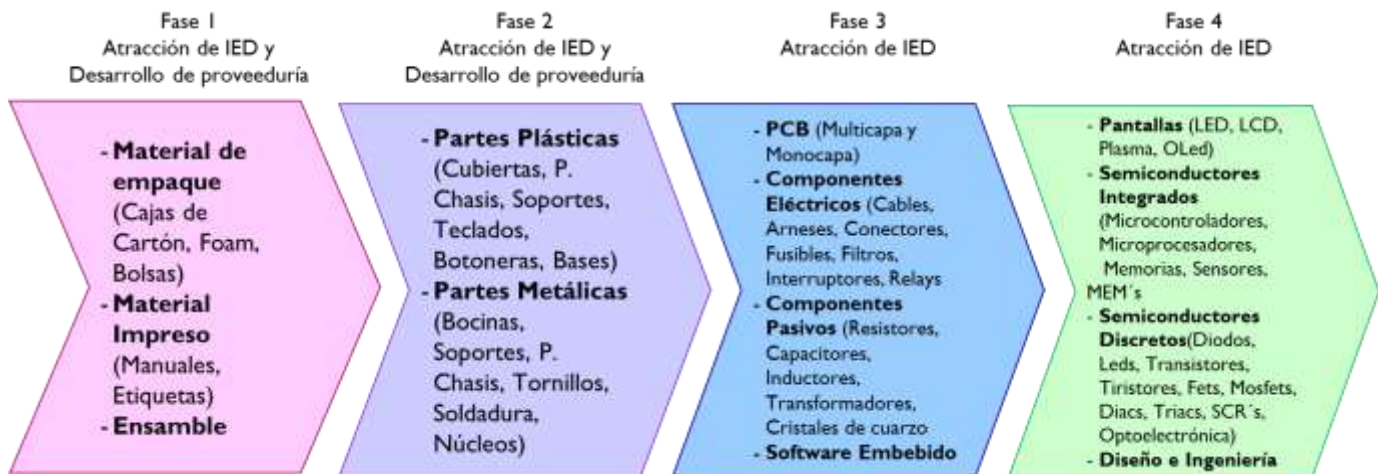 Fase 1
Atracción de IED y
Desarrollo de proveeduría
- Material de
empaque
(Cajas de
Cartón, Foam,
Bolsas)
- Material
Impreso
(Manuales,
Etiquetas)
- Ensamble
Fase 2
Atracción de IED y
Desarrollo de proveeduría
- Partes Plásticas
(Cubiertas, P.
Chasis, Soportes,
Teclados,
Botoneras, Bases)
- Partes Metálicas
(Bocinas,
Soportes, P.
Chasis, Tornillos,
Soldadura,
Núcleos)
Fase 3
Atracción de IED
- PCB (Multicapa y
Monocapa)
- Componentes
Eléctricos (Cables,
Arneses, Conectores,
Fusibles, Filtros,
Interruptores, Relays
- Componentes
Pasivos (Resistores,
Capacitores,
Inductores,
Transformadores,
Cristales de cuarzo
- Software Embebido
Fase 4
Atracción de IED
- Pantallas (LED, LCD,
Plasma, OLed)
- Semiconductores
Integrados
(Microcontroladores,
Microprocesadores,
Memorias, Sensores,
MEM´s
- Semiconductores
Discretos(Diodos,
Leds, Transistores,
Tiristores, Fets, Mosfets,
Diacs, Triacs, SCR´s,
Optoelectrónica)
- Diseño e Ingeniería